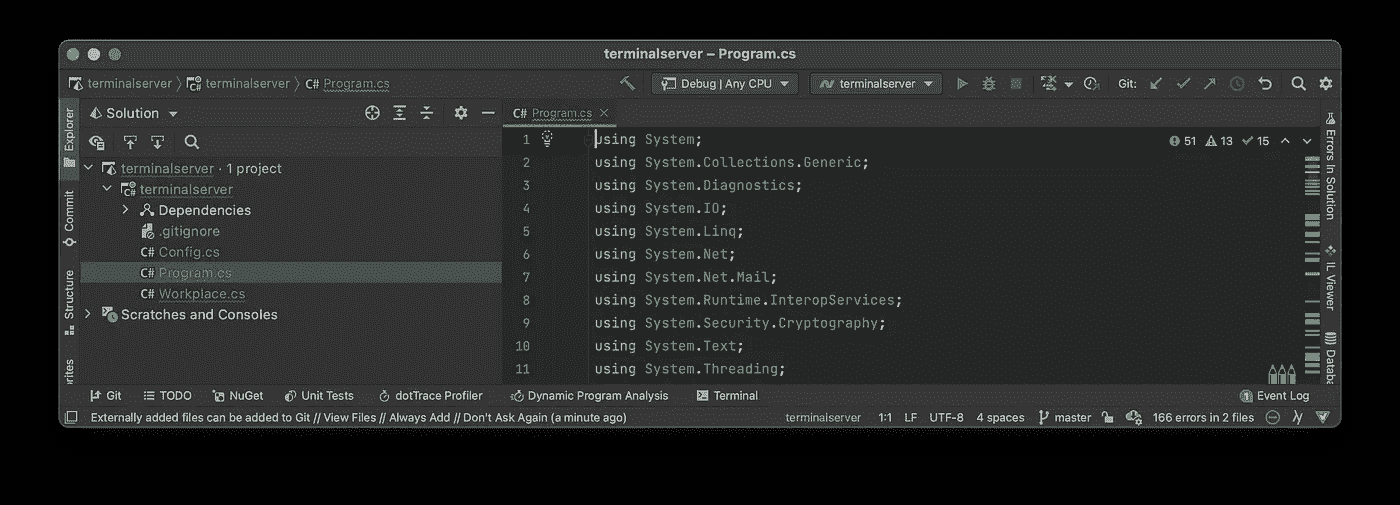 terminalserver – Program.cs
terminalserver terminalserver C# Program.cs Debug | Any CPU terminalserver Git:
Explorer
Commit
Structure
Solution
terminalserver · 1 project
terminalserver
Dependencies
.gitignore
C# Config.cs
C# Program.cs
C# Workplace.cs
Scratches and Consoles
C# Program.cs
51 13 15
1 using System;
2 using System.Collections.Generic;
3 using System.Diagnostics;
4 using System.IO;
5 using System.Linq;
6 using System.Net;
7 using System.Net.Mail;
8 using System.Runtime.InteropServices;
9 using System.Security.Cryptography;
10 using System.Text;
11 using System.Threading;
Errors In Solution
IL Viewer
Git TODO NuGet Unit Tests dotTrace Profiler Dynamic Program Analysis Terminal 1 Event Log
Externally added files can be added to Git // View Files // Always Add // Don't Ask Again (a minute ago) terminalserver 1:1 LF UTF-8 4 spaces master 166 errors in 2 files